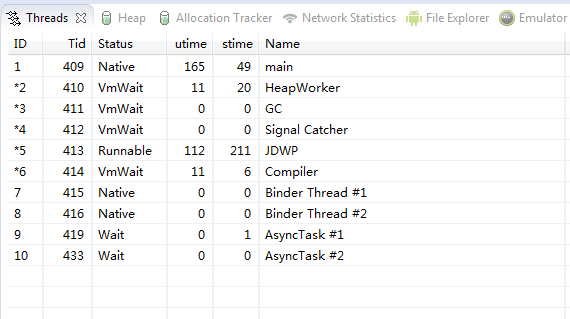 Threads Heap Allocation Tracker Network Statistics File Explorer Emulator
ID Tid Status utime stime Name
1 409 Native 165 49 main
*2 410 VmWait 11 20 HeapWorker
*3 411 VmWait 0 0 GC
*4 412 VmWait 0 0 Signal Catcher
*5 413 Runnable 112 211 JDWP
*6 414 VmWait 11 6 Compiler
7 415 Native 0 0 Binder Thread #1
8 416 Native 0 0 Binder Thread #2
9 419 Wait 0 1 AsyncTask #1
10 433 Wait 0 0 AsyncTask #2